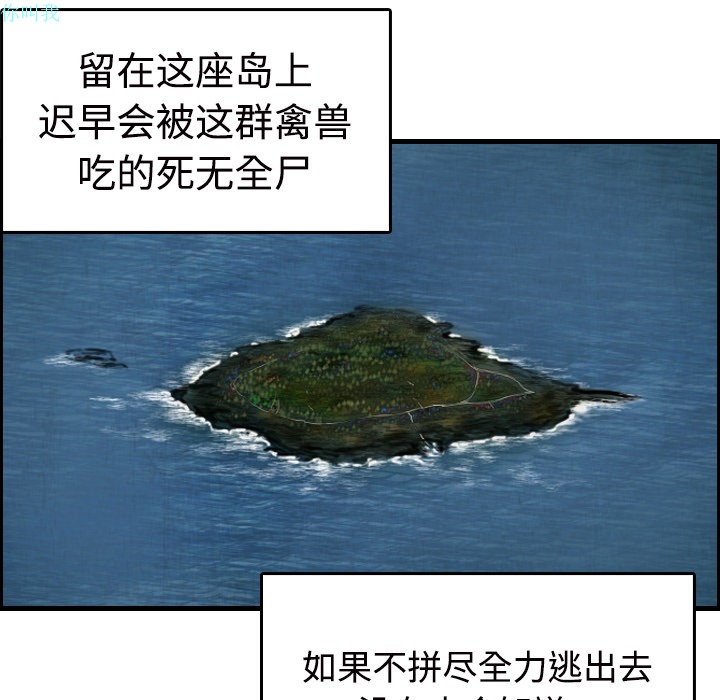 你叫我
留在这座岛上
迟早会被这群禽兽
吃的死无全尸
如果不拼尽全力逃出去